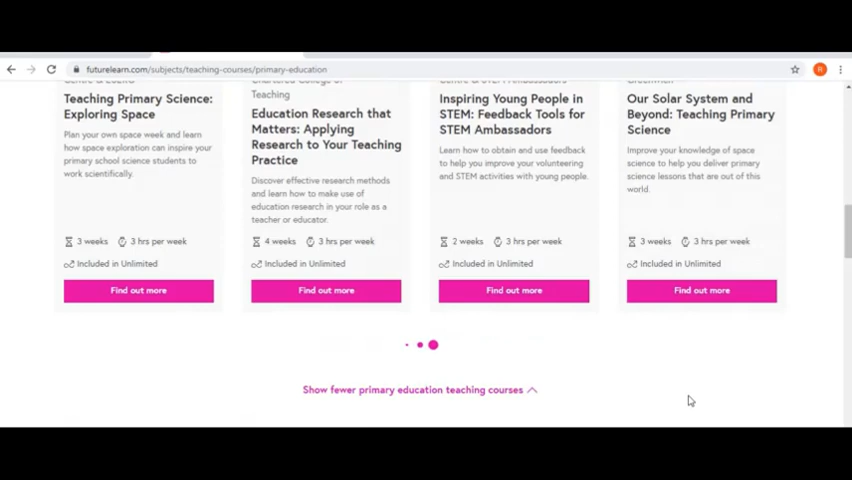 futurelearn.com/subjects/teaching-courses/primary-education
R
Chartered College of
Teaching
Teaching Primary Science:
Exploring Space
Plan your own space week and learn
how space exploration can inspire your
primary school science students to
work scientifically.
3 weeks 3 hrs per week
Included in Unlimited
Find out more
Education Research that
Matters: Applying
Research to Your Teaching
Practice
Discover effective research methods
and learn how to make use of
education research in your role as a
teacher or educator.
4 weeks 3 hrs per week
Included in Unlimited
Find out more
Centre & STEM Ambassadors
Inspiring Young People in
STEM: Feedback Tools for
STEM Ambassadors
Learn how to obtain and use feedback
to help you improve your volunteering
and STEM activities with young people.
2 weeks 3 hrs per week
Included in Unlimited
Find out more
Greenwich
Our Solar System and
Beyond: Teaching Primary
Science
Improve your knowledge of space
science to help you deliver primary
science lessons that are out of this
world.
3 weeks 3 hrs per week
Included in Unlimited
Find out more
Show fewer primary education teaching courses